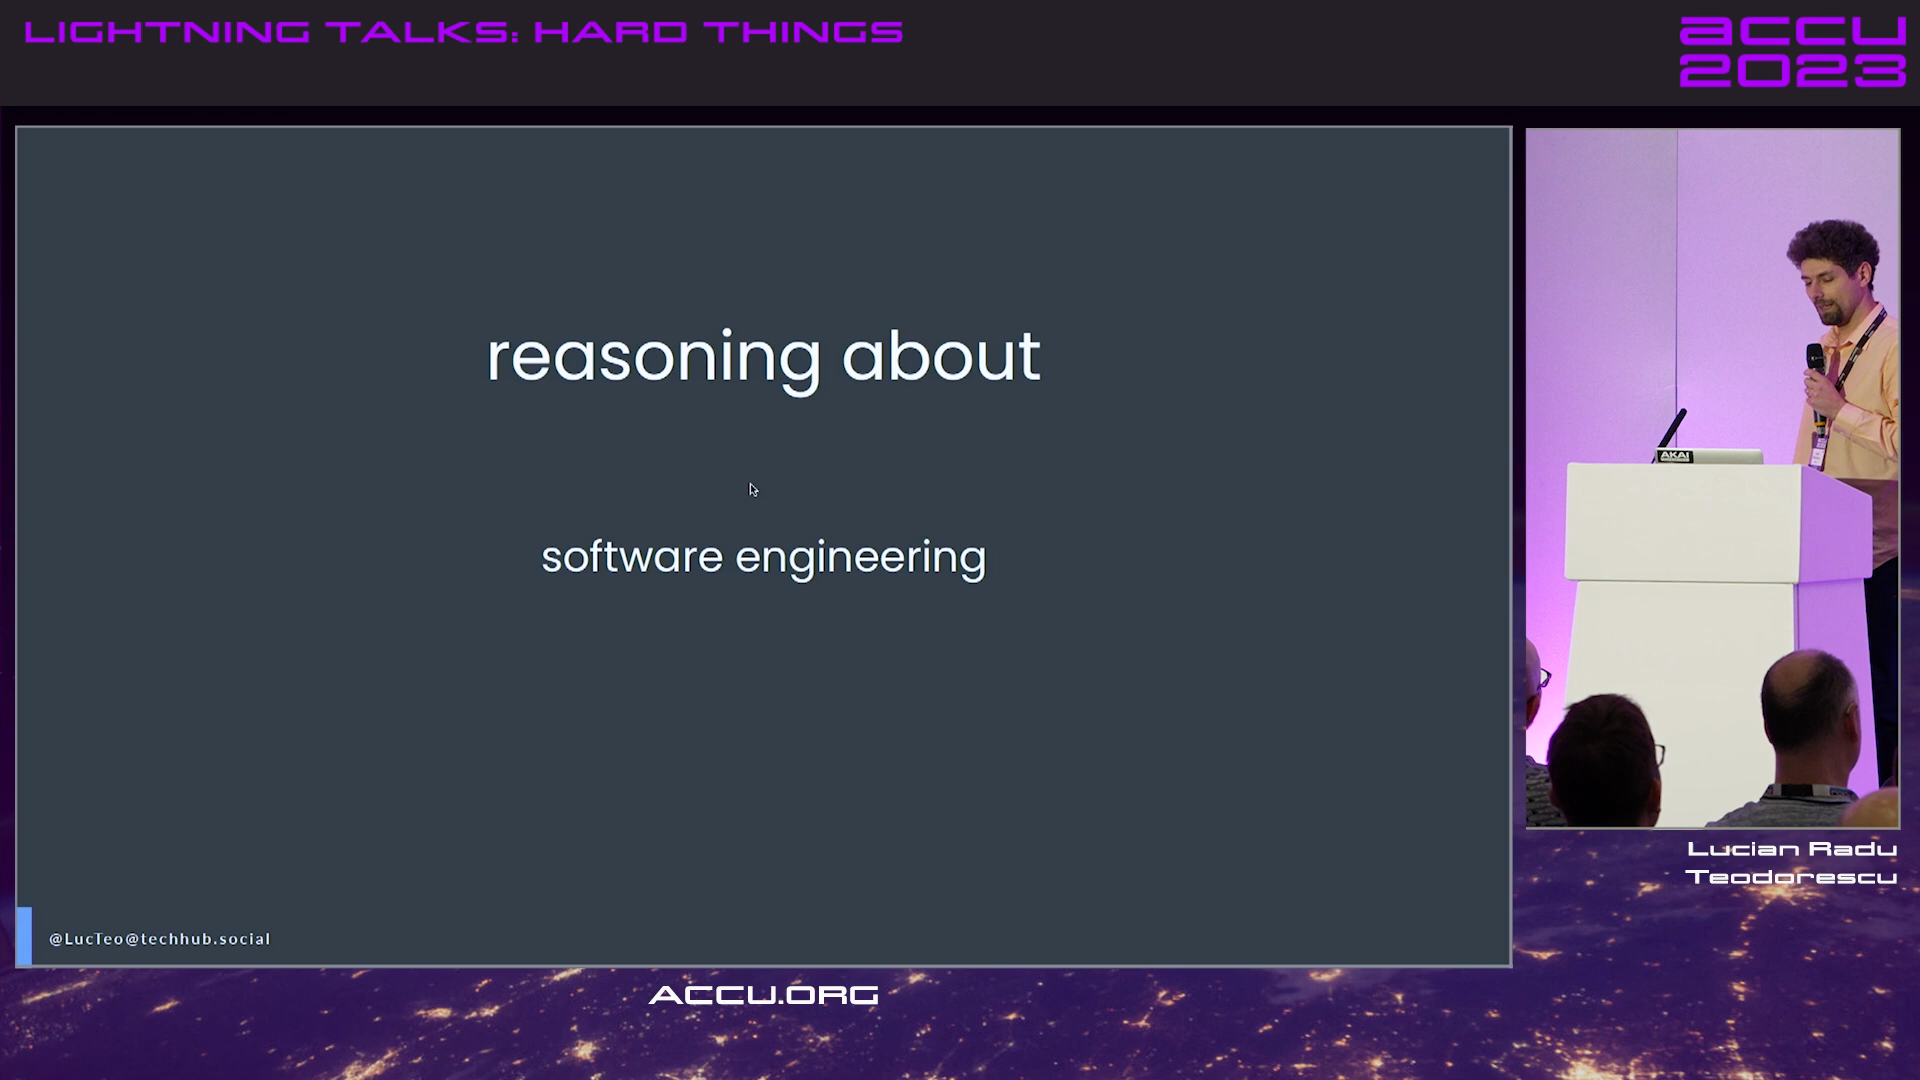 LIGHTNING TALKS: HARD THINGS
accu
2023
reasoning about
software engineering
@LucTeo@techhub.social
AKAI
Lucian Radu
Teodorescu
ACCU.ORG